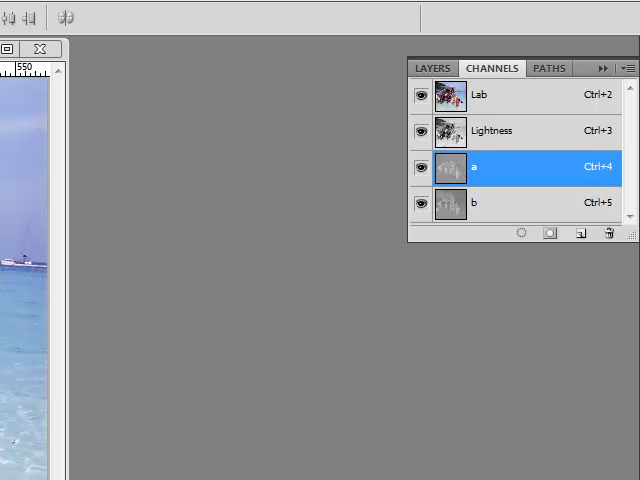 550
LAYERS CHANNELS PATHS
Lab Ctrl+2
Lightness Ctrl+3
a Ctrl+4
b Ctrl+5